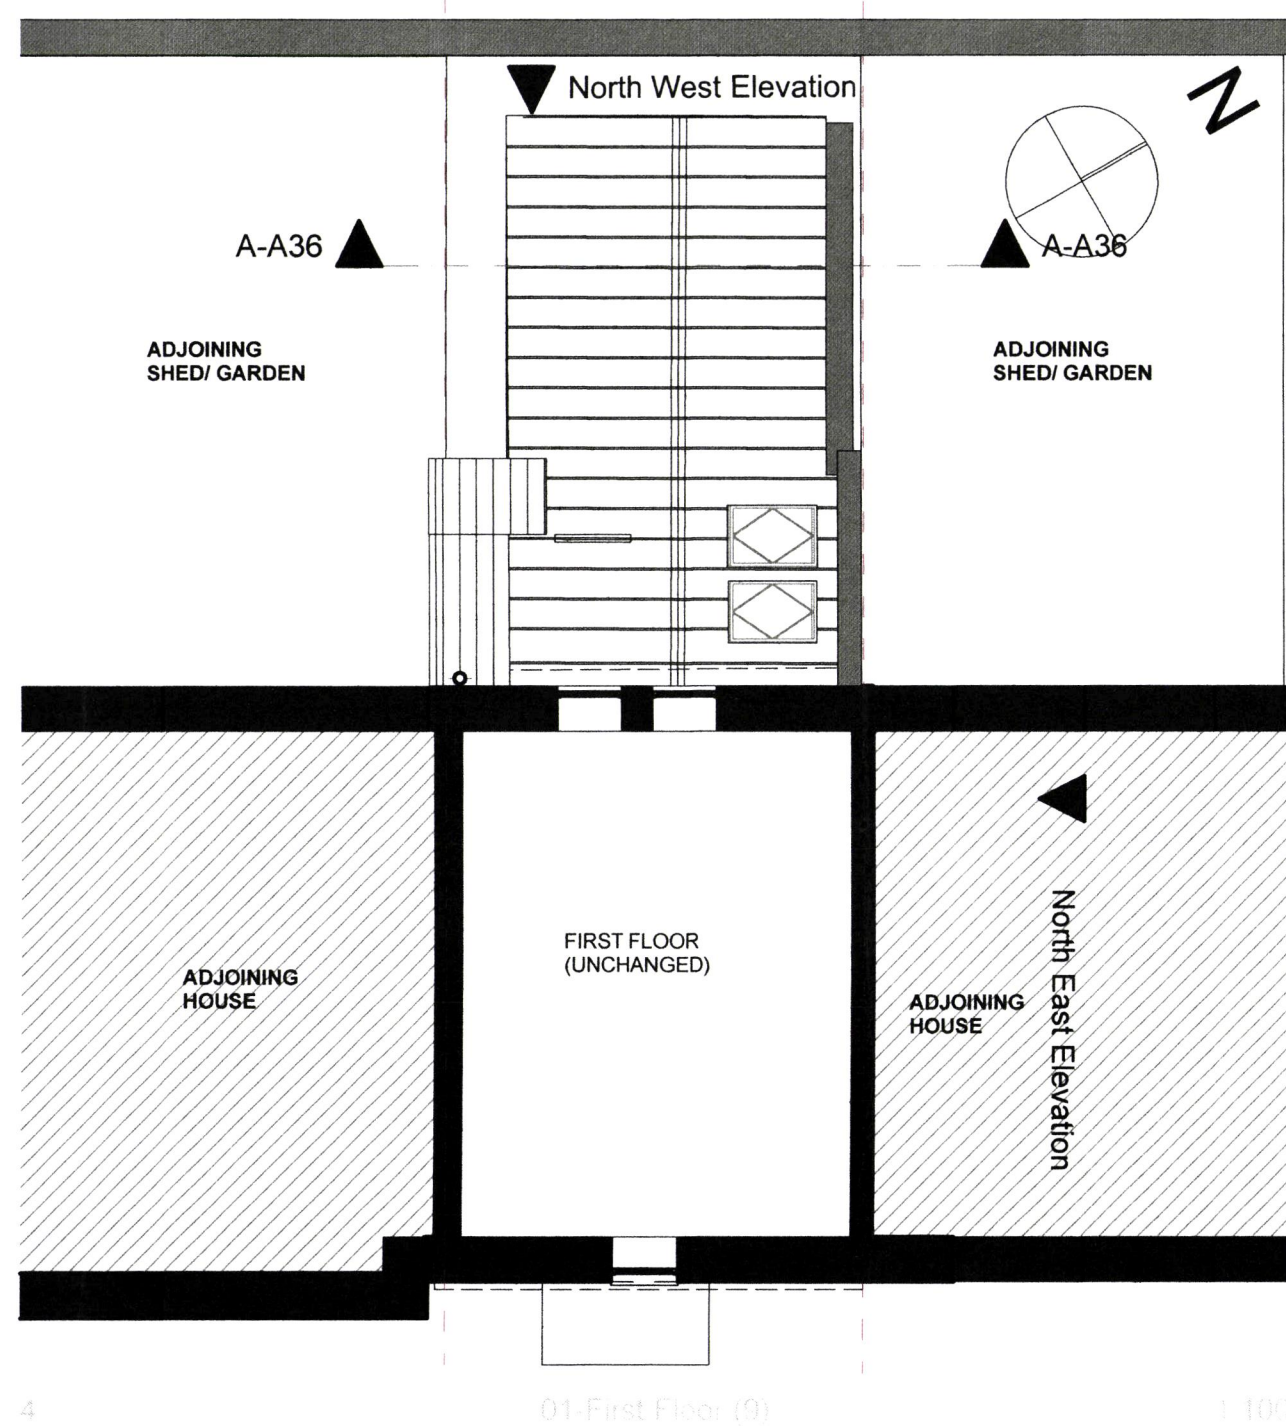 North West Elevation
N
A-A36
A-A36
ADJOINING
SHED/ GARDEN
ADJOINING
SHED/ GARDEN
FIRST FLOOR
(UNCHANGED)
ADJOINING
HOUSE
ADJOINING
HOUSE
North East Elevation
4
01-First Floor (9)